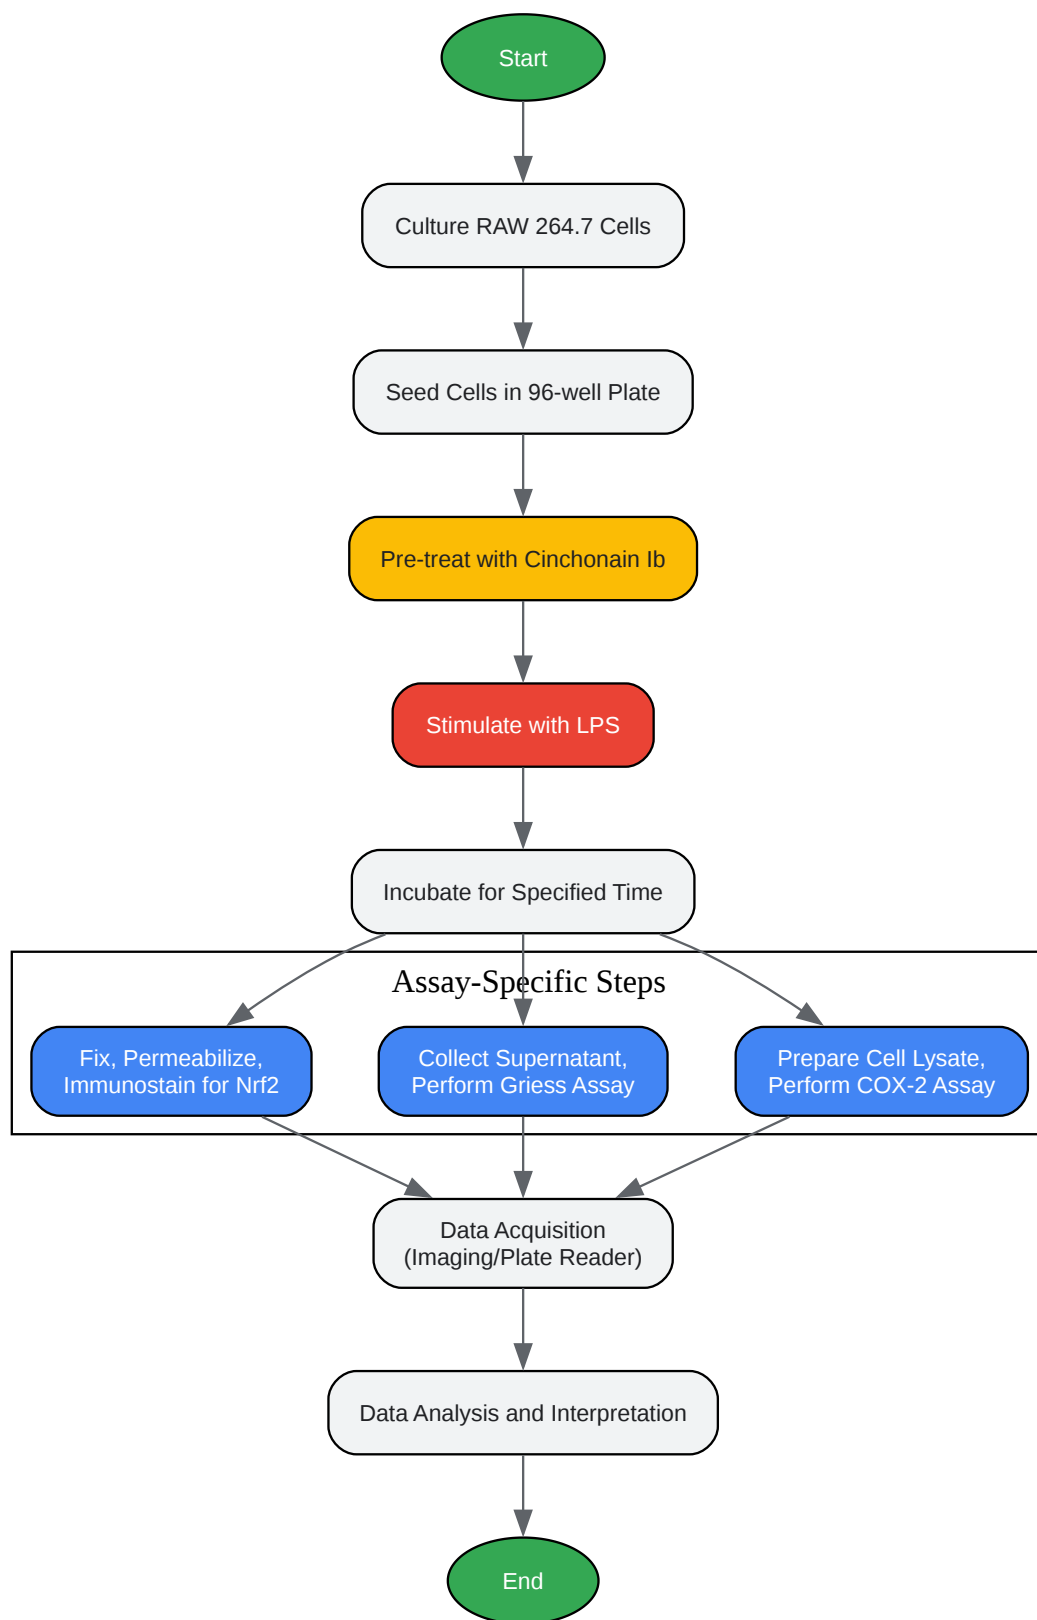 Start
Culture RAW 264.7 Cells
Seed Cells in 96-well Plate
Pre-treat with Cinchonain Ib
Stimulate with LPS
Incubate for Specified Time
Assay-Specific Steps
Fix, Permeabilize,
Immunostain for Nrf2
Collect Supernatant,
Perform Griess Assay
Prepare Cell Lysate,
Perform COX-2 Assay
Data Acquisition
(Imaging/Plate Reader)
Data Analysis and Interpretation
End